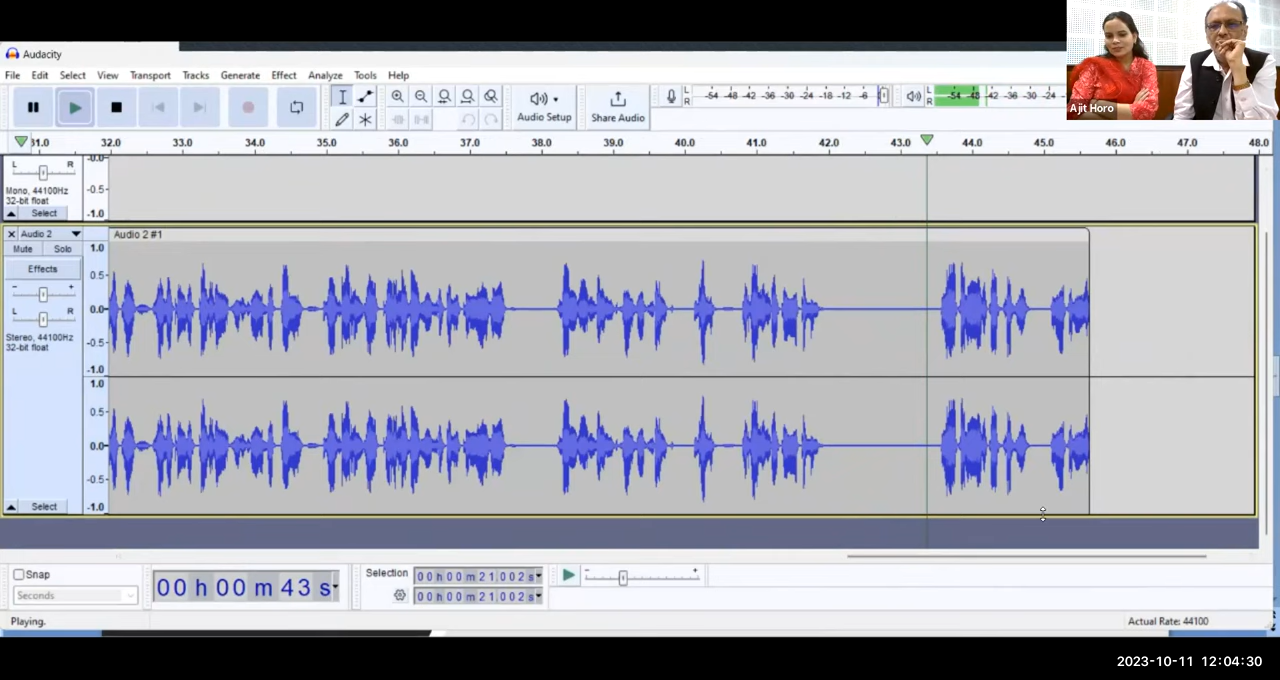 Audacity
File Edit Select View Transport Tracks Generate Effect Analyze Tools Help
Audio Setup
Share Audio
L
R
-54 -48 -42 -36 -30 -24 -18 -12 -6
L
R
-54 -48 -42 -36 -30 -24
Ajit Horo
31.0 32.0 33.0 34.0 35.0 36.0 37.0 38.0 39.0 40.0 41.0 42.0 43.0 44.0 45.0 46.0 47.0 48.0
L R
Mono, 44100Hz
32-bit float
Select
-0.0
-0.5
-1.0
Audio 2
Audio 2 #1
Mute Solo
Effects
- +
L R
Stereo, 44100Hz
32-bit float
Select
1.0
0.5
0.0
-0.5
-1.0
1.0
0.5
0.0
-0.5
-1.0
Snap
Seconds
00 h 00 m 43 s
Selection
00 h 00 m 21.002 s
00 h 00 m 21.002 s
- +
Playing.
Actual Rate: 44100
2023-10-11 12:04:30